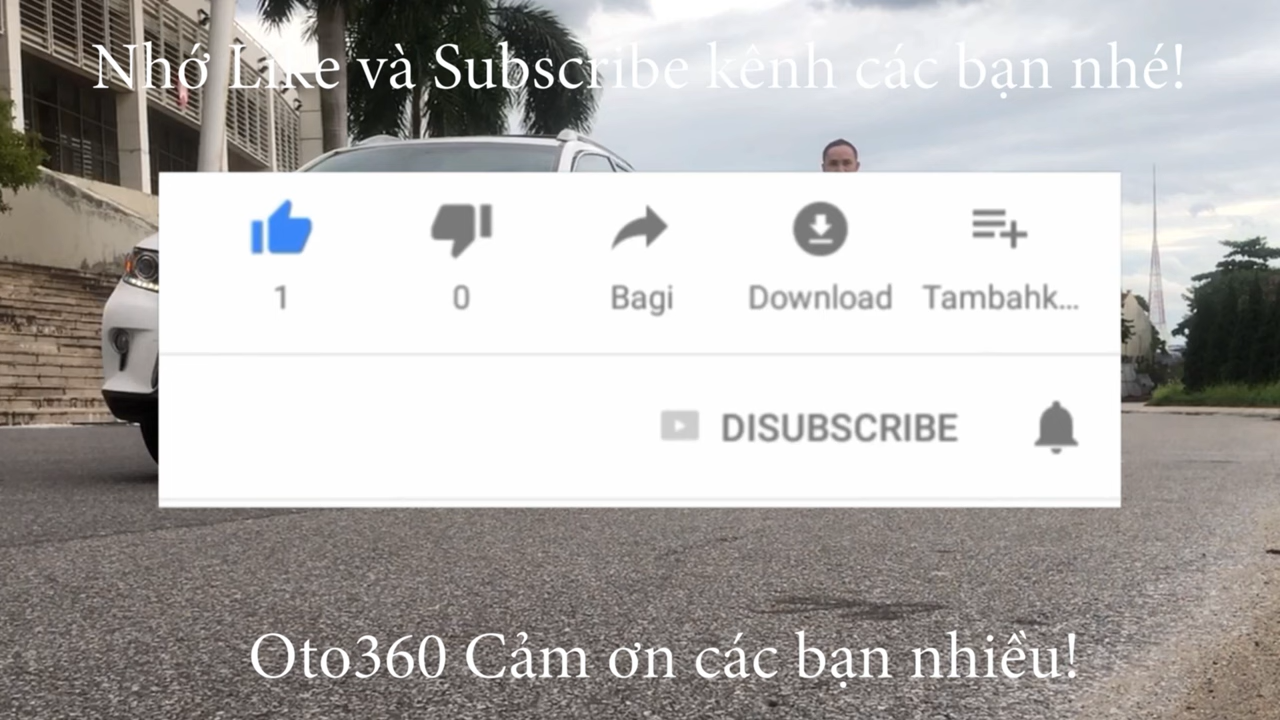 Nhớ Like và Subscribe kênh các bạn nhé!
1 0 Bagi Download Tambahk...
DISUBSCRIBE
Oto360 Cảm ơn các bạn nhiều!